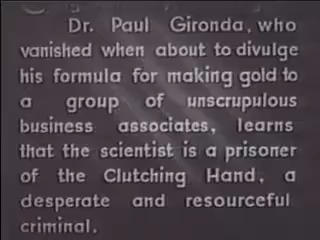 Dr. Paul Gironda, who
vanished when about to divulge
his formula for making gold to
a group of unscrupulous
business associates, learns
that the scientist is a prisoner
of the Clutching Hand, a
desperate and resourceful
criminal.